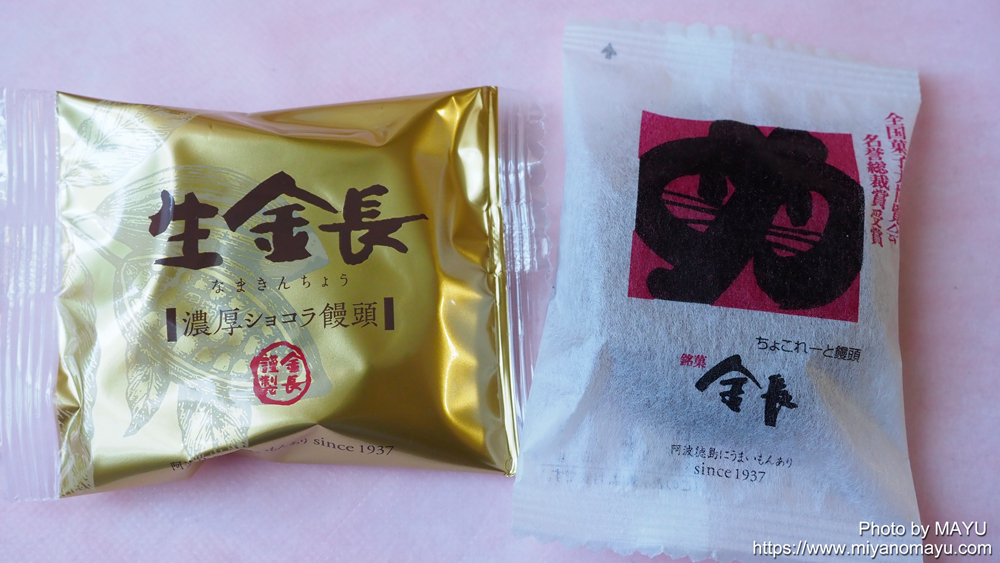 生金長
なまきんちょう
濃厚ショコラ饅頭
金長
謹製
since 1937
全国菓子大
名誉総裁賞受賞
ちょこれーと饅頭
銘菓
金長
阿波徳島にうまいもんあり
since 1937
Photo by MAYU
https://www.miyanomayu.com